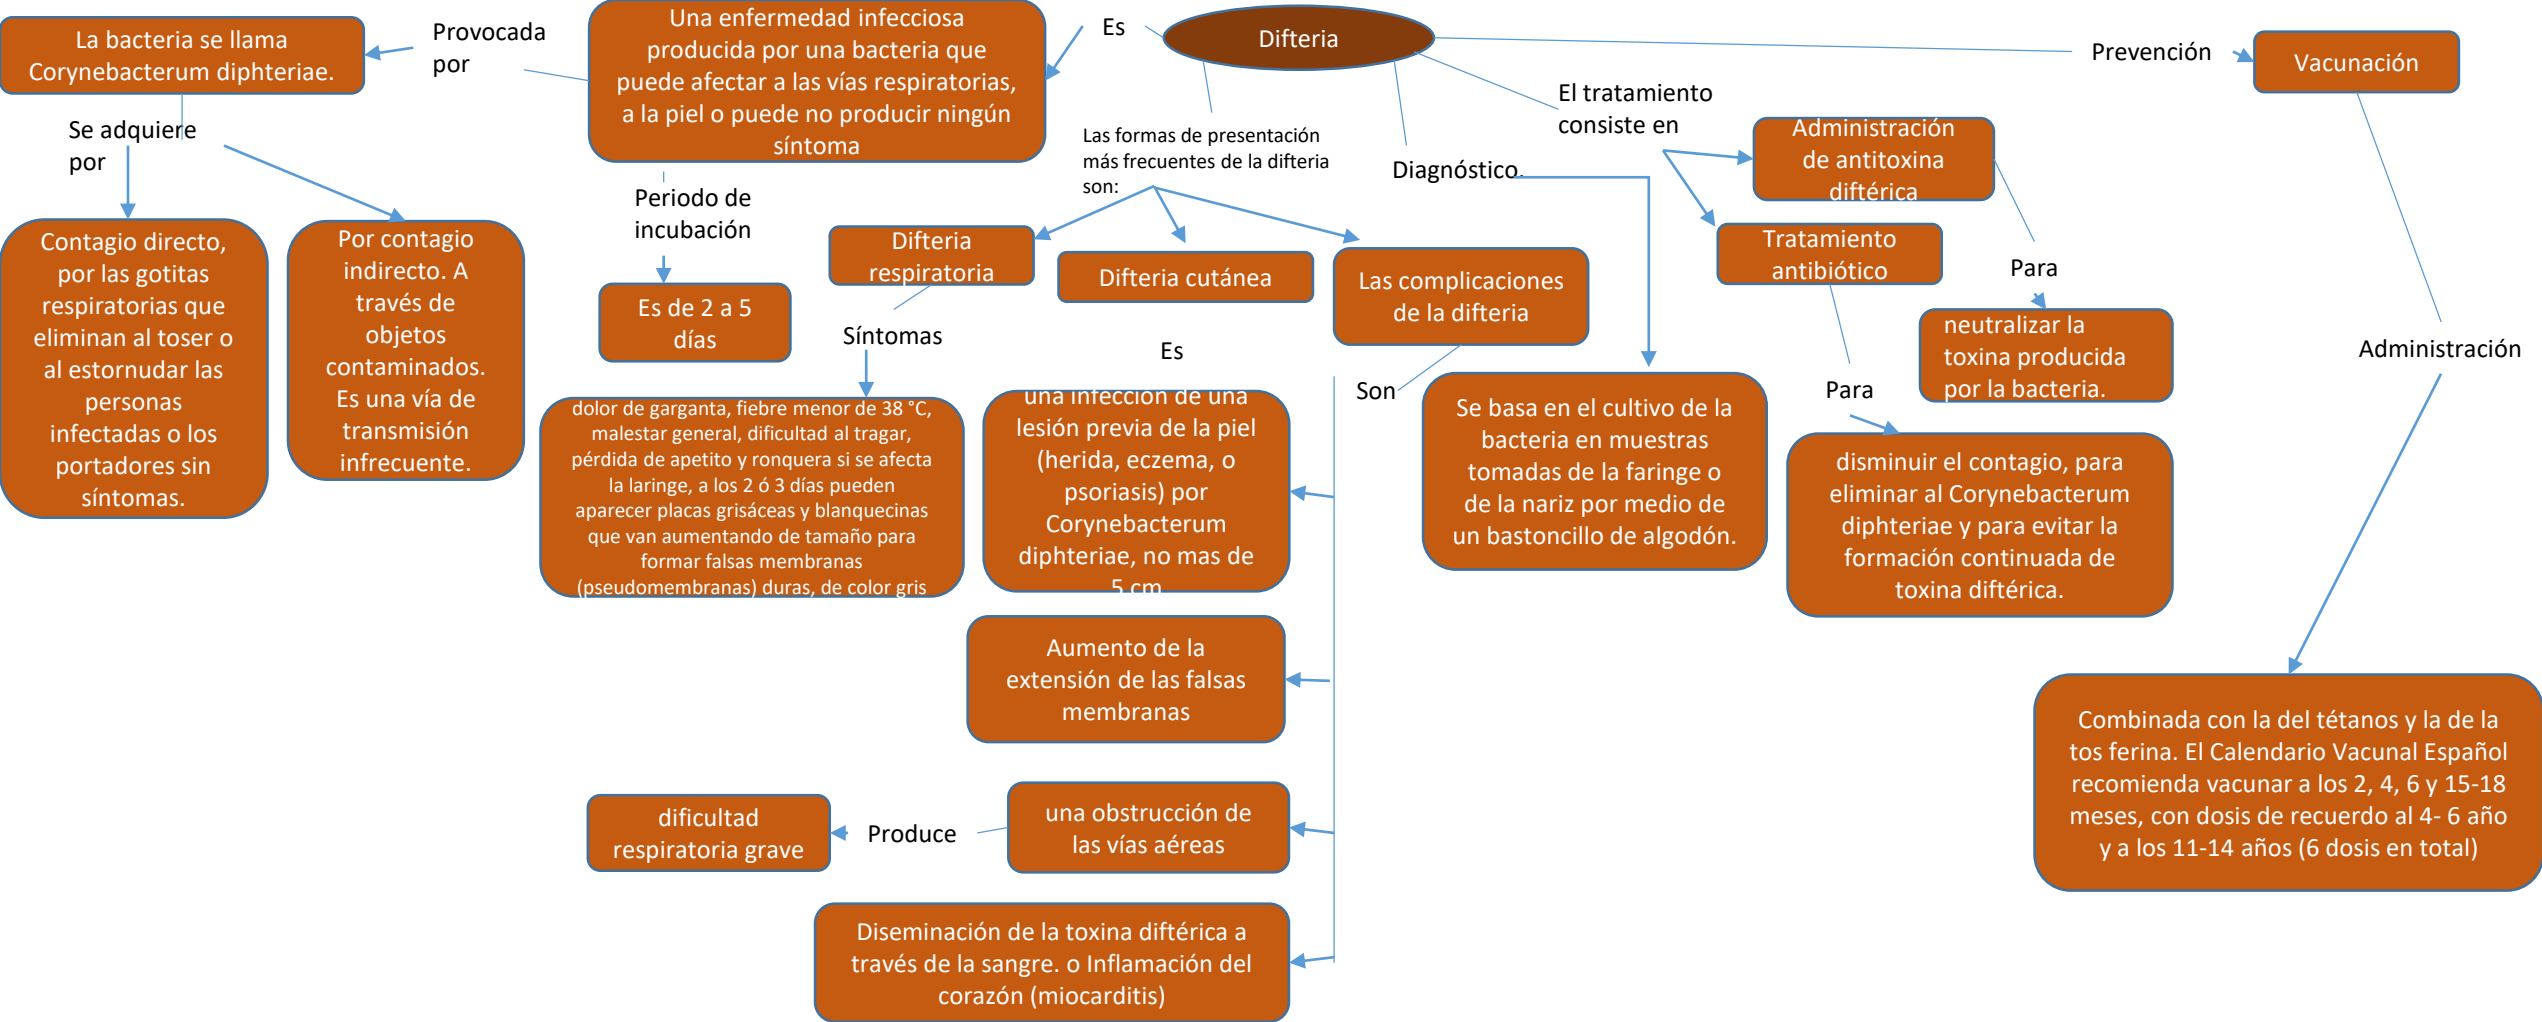 Difteria
Es
Una enfermedad infecciosa
producida por una bacteria que
puede afectar a las vías respiratorias,
a la piel o puede no producir ningún
síntoma
Provocada
por
La bacteria se llama
Corynebacterum diphteriae.
Se adquiere
por
Contagio directo,
por las gotitas
respiratorias que
eliminan al toser o
al estornudar las
personas
infectadas o los
portadores sin
síntomas.
Por contagio
indirecto. A
través de
objetos
contaminados.
Es una vía de
transmisión
infrecuente.
Periodo de
incubación
Es de 2 a 5
días
Las formas de presentación
más frecuentes de la difteria
son:
Difteria
respiratoria
Síntomas
dolor de garganta, fiebre menor de 38 °C,
malestar general, dificultad al tragar,
pérdida de apetito y ronquera si se afecta
la laringe, a los 2 ó 3 días pueden
aparecer placas grisáceas y blanquecinas
que van aumentando de tamaño para
formar falsas membranas
(pseudomembranas) duras, de color gris
Difteria cutánea
Es
una infección de una
lesión previa de la piel
(herida, eczema, o
psoriasis) por
Corynebacterum
diphteriae, no mas de
5 cm
Las complicaciones
de la difteria
Son
Aumento de la
extensión de las falsas
membranas
una obstrucción de
las vías aéreas
Produce
dificultad
respiratoria grave
Diseminación de la toxina diftérica a
través de la sangre. o Inflamación del
corazón (miocarditis)
Diagnóstico.
Se basa en el cultivo de la
bacteria en muestras
tomadas de la faringe o
de la nariz por medio de
un bastoncillo de algodón.
El tratamiento
consiste en
Administración
de antitoxina
diftérica
Para
neutralizar la
toxina producida
por la bacteria.
Tratamiento
antibiótico
Para
disminuir el contagio, para
eliminar al Corynebacterum
diphteriae y para evitar la
formación continuada de
toxina diftérica.
Prevención
Vacunación
Administración
Combinada con la del tétanos y la de la
tos ferina. El Calendario Vacunal Español
recomienda vacunar a los 2, 4, 6 y 15-18
meses, con dosis de recuerdo al 4- 6 año
y a los 11-14 años (6 dosis en total)